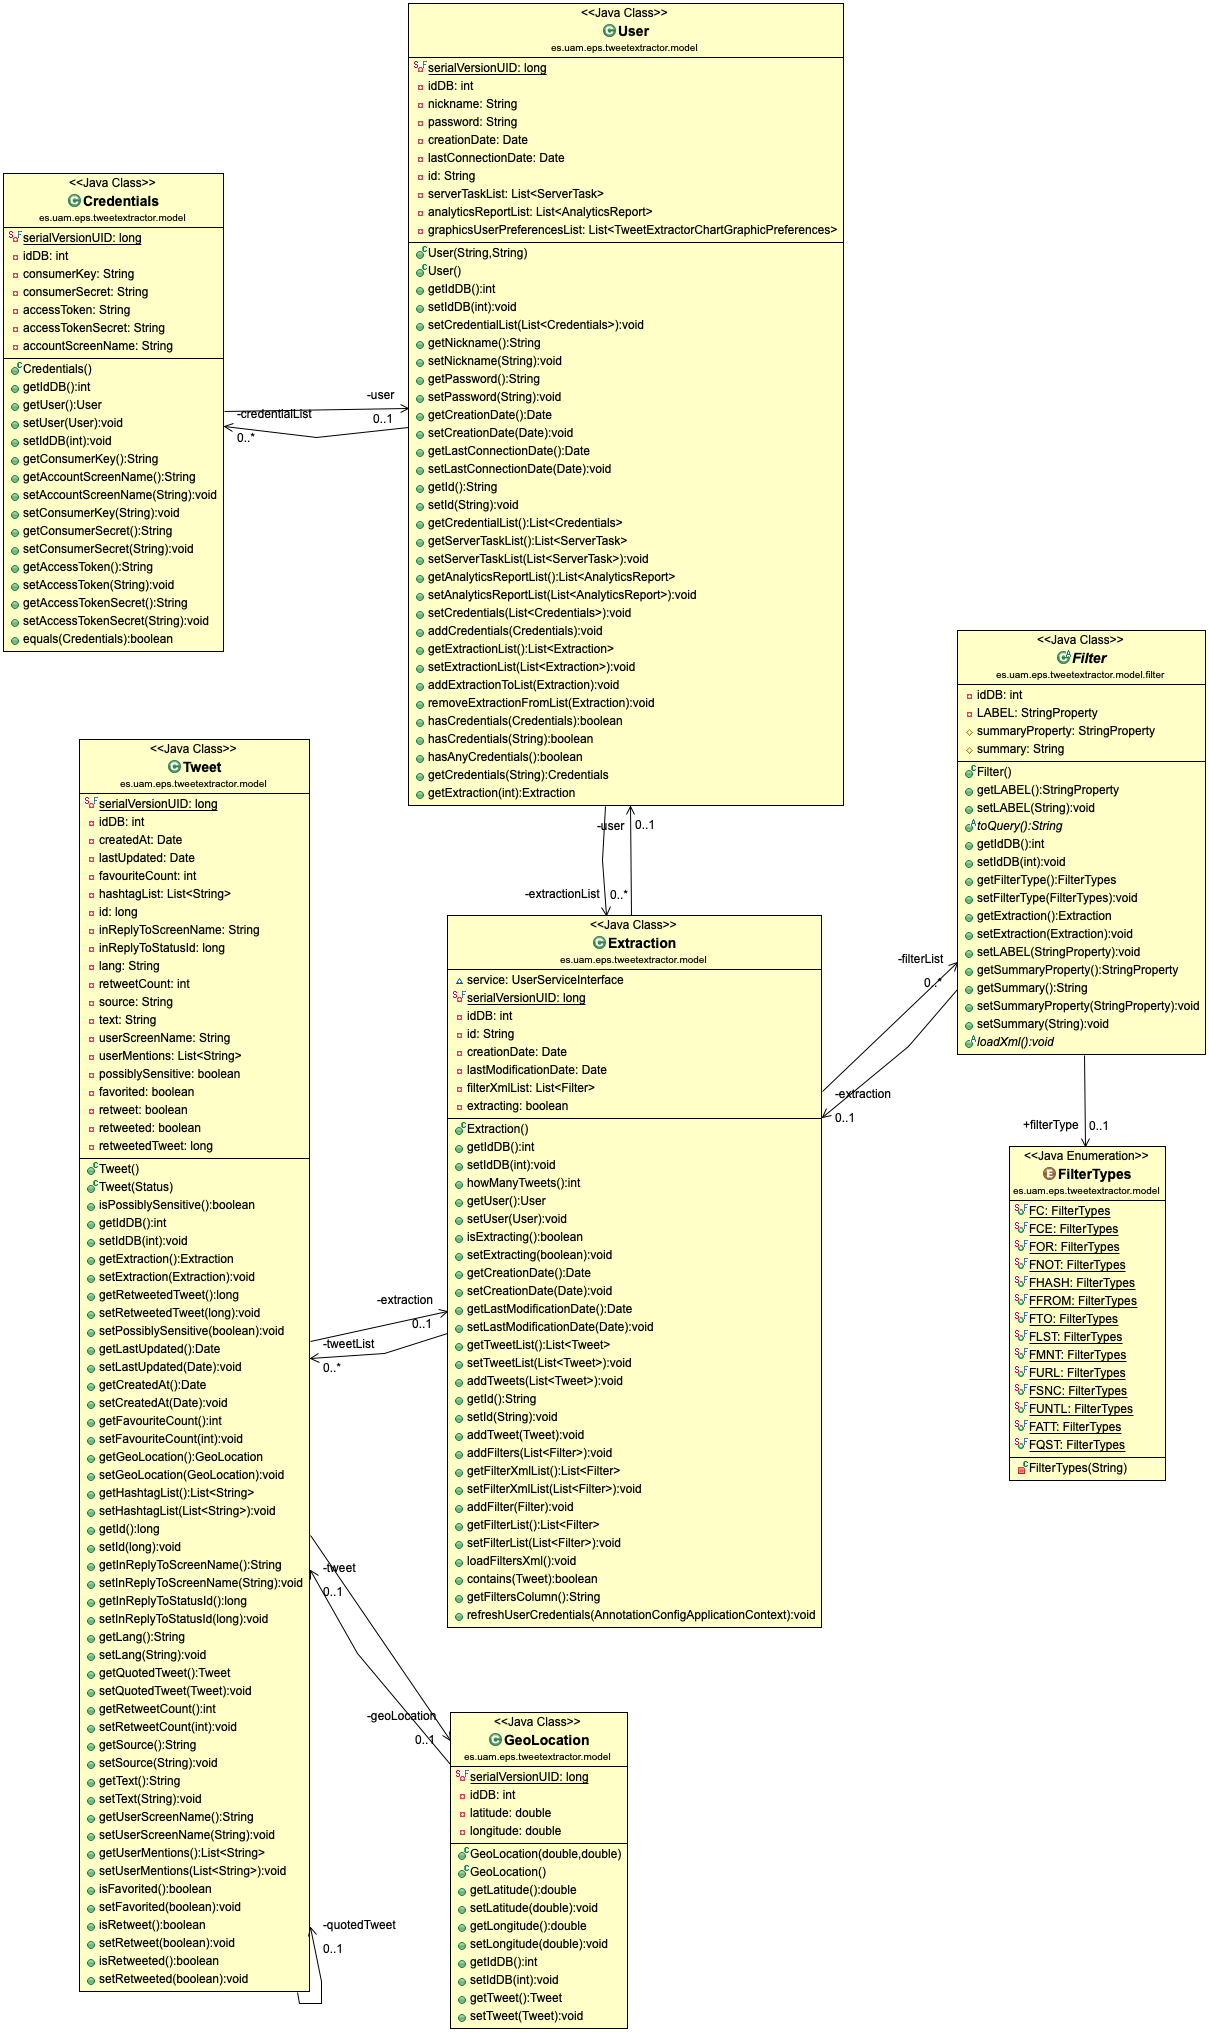 <<Java Class>>
User
es.uam.eps.tweetextractor.model
serialVersionUID: long
idDB: int
nickname: String
password: String
creationDate: Date
lastConnectionDate: Date
id: String
serverTaskList: List<ServerTask>
analyticsReportList: List<AnalyticsReport>
graphicsUserPreferencesList: List<TweetExtractorChartGraphicPreferences>
User(String,String)
User()
getIdDB():int
setIdDB(int):void
setCredentialList(List<Credentials>):void
getNickname():String
setNickname(String):void
getPassword():String
setPassword(String):void
getCreationDate():Date
setCreationDate(Date):void
getLastConnectionDate():Date
setLastConnectionDate(Date):void
getId():String
setId(String):void
getCredentialList():List<Credentials>
getServerTaskList():List<ServerTask>
setServerTaskList(List<ServerTask>):void
getAnalyticsReportList():List<AnalyticsReport>
setAnalyticsReportList(List<AnalyticsReport>):void
setCredentials(List<Credentials>):void
addCredentials(Credentials):void
getExtractionList():List<Extraction>
setExtractionList(List<Extraction>):void
addExtractionToList(Extraction):void
removeExtractionFromList(Extraction):void
hasCredentials(Credentials):boolean
hasCredentials(String):boolean
hasAnyCredentials():boolean
getCredentials(String):Credentials
getExtraction(int):Extraction
<<Java Class>>
Credentials
es.uam.eps.tweetextractor.model
serialVersionUID: long
idDB: int
consumerKey: String
consumerSecret: String
accessToken: String
accessTokenSecret: String
accountScreenName: String
Credentials()
getIdDB():int
getUser():User
setUser(User):void
setIdDB(int):void
getConsumerKey():String
getAccountScreenName():String
setAccountScreenName(String):void
setConsumerKey(String):void
getConsumerSecret():String
setConsumerSecret(String):void
getAccessToken():String
setAccessToken(String):void
getAccessTokenSecret():String
setAccessTokenSecret(String):void
equals(Credentials):boolean
-user
0..1
-credentialList
0..*
<<Java Class>>
Filter
es.uam.eps.tweetextractor.model.filter
idDB: int
LABEL: StringProperty
summaryProperty: StringProperty
summary: String
Filter()
getLABEL():StringProperty
setLABEL(String):void
toQuery():String
getIdDB():int
setIdDB(int):void
getFilterType():FilterTypes
setFilterType(FilterTypes):void
getExtraction():Extraction
setExtraction(Extraction):void
setLABEL(StringProperty):void
getSummaryProperty():StringProperty
getSummary():String
setSummaryProperty(StringProperty):void
setSummary(String):void
loadXml():void
<<Java Class>>
Tweet
es.uam.eps.tweetextractor.model
serialVersionUID: long
idDB: int
createdAt: Date
lastUpdated: Date
favouriteCount: int
hashtagList: List<String>
id: long
inReplyToScreenName: String
inReplyToStatusId: long
lang: String
retweetCount: int
source: String
text: String
userScreenName: String
userMentions: List<String>
possiblySensitive: boolean
favorited: boolean
retweet: boolean
retweeted: boolean
retweetedTweet: long
Tweet()
Tweet(Status)
isPossiblySensitive():boolean
getIdDB():int
setIdDB(int):void
getExtraction():Extraction
setExtraction(Extraction):void
getRetweetedTweet():long
setRetweetedTweet(long):void
setPossiblySensitive(boolean):void
getLastUpdated():Date
setLastUpdated(Date):void
getCreatedAt():Date
setCreatedAt(Date):void
getFavouriteCount():int
setFavouriteCount(int):void
getGeoLocation():GeoLocation
setGeoLocation(GeoLocation):void
getHashtagList():List<String>
setHashtagList(List<String>):void
getId():long
setId(long):void
getInReplyToScreenName():String
setInReplyToScreenName(String):void
getInReplyToStatusId():long
setInReplyToStatusId(long):void
getLang():String
setLang(String):void
getQuotedTweet():Tweet
setQuotedTweet(Tweet):void
getRetweetCount():int
setRetweetCount(int):void
getSource():String
setSource(String):void
getText():String
setText(String):void
getUserScreenName():String
setUserScreenName(String):void
getUserMentions():List<String>
setUserMentions(List<String>):void
isFavorited():boolean
setFavorited(boolean):void
isRetweet():boolean
setRetweet(boolean):void
isRetweeted():boolean
setRetweeted(boolean):void
-user
0..1
-extractionList
0..*
<<Java Class>>
Extraction
es.uam.eps.tweetextractor.model
service: UserServiceInterface
serialVersionUID: long
idDB: int
id: String
creationDate: Date
lastModificationDate: Date
filterXmlList: List<Filter>
extracting: boolean
Extraction()
getIdDB():int
setIdDB(int):void
howManyTweets():int
getUser():User
setUser(User):void
isExtracting():boolean
setExtracting(boolean):void
getCreationDate():Date
setCreationDate(Date):void
getLastModificationDate():Date
setLastModificationDate(Date):void
getTweetList():List<Tweet>
setTweetList(List<Tweet>):void
addTweets(List<Tweet>):void
getId():String
setId(String):void
addTweet(Tweet):void
addFilters(List<Filter>):void
getFilterXmlList():List<Filter>
setFilterXmlList(List<Filter>):void
addFilter(Filter):void
getFilterList():List<Filter>
setFilterList(List<Filter>):void
loadFiltersXml():void
contains(Tweet):boolean
getFiltersColumn():String
refreshUserCredentials(AnnotationConfigApplicationContext):void
-filterList
0..*
-extraction
0..1
+filterType
0..1
<<Java Enumeration>>
FilterTypes
es.uam.eps.tweetextractor.model
FC: FilterTypes
FCE: FilterTypes
FOR: FilterTypes
FNOT: FilterTypes
FHASH: FilterTypes
FFROM: FilterTypes
FTO: FilterTypes
FLST: FilterTypes
FMNT: FilterTypes
FURL: FilterTypes
FSNC: FilterTypes
FUNTL: FilterTypes
FATT: FilterTypes
FQST: FilterTypes
FilterTypes(String)
-extraction
0..1
-tweetList
0..*
-tweet
0..1
-geoLocation
0..1
<<Java Class>>
GeoLocation
es.uam.eps.tweetextractor.model
serialVersionUID: long
idDB: int
latitude: double
longitude: double
GeoLocation(double,double)
GeoLocation()
getLatitude():double
setLatitude(double):void
getLongitude():double
setLongitude(double):void
getIdDB():int
setIdDB(int):void
getTweet():Tweet
setTweet(Tweet):void
-quotedTweet
0..1